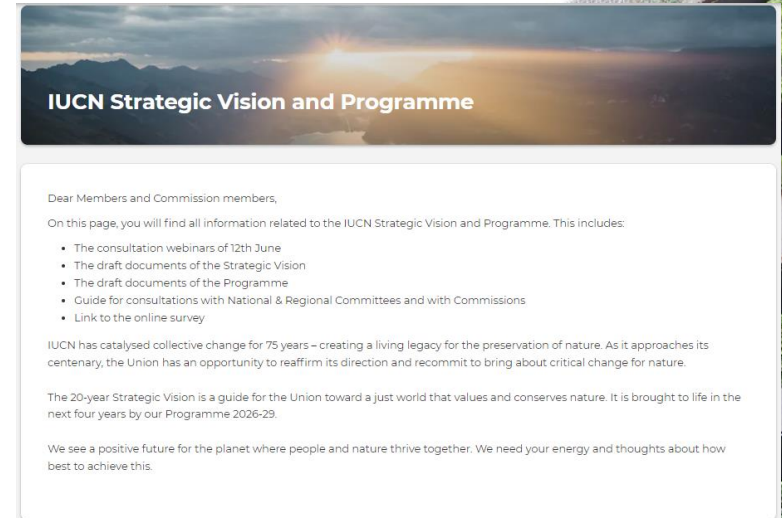 IUCN Strategic Vision and Programme
Dear Members and Commission members,
On this page, you will find all information related to the IUCN Strategic Vision and Programme. This includes:
• The consultation webinars of 12th June
• The draft documents of the Strategic Vision
• The draft documents of the Programme
• Guide for consultations with National & Regional Committees and with Commissions
• Link to the online survey
IUCN has catalysed collective change for 75 years – creating a living legacy for the preservation of nature. As it approaches its
centenary, the Union has an opportunity to reaffirm its direction and recommit to bring about critical change for nature.
The 20-year Strategic Vision is a guide for the Union toward a just world that values and conserves nature. It is brought to life in the
next four years by our Programme 2026-29.
We see a positive future for the planet where people and nature thrive together. We need your energy and thoughts about how
best to achieve this.